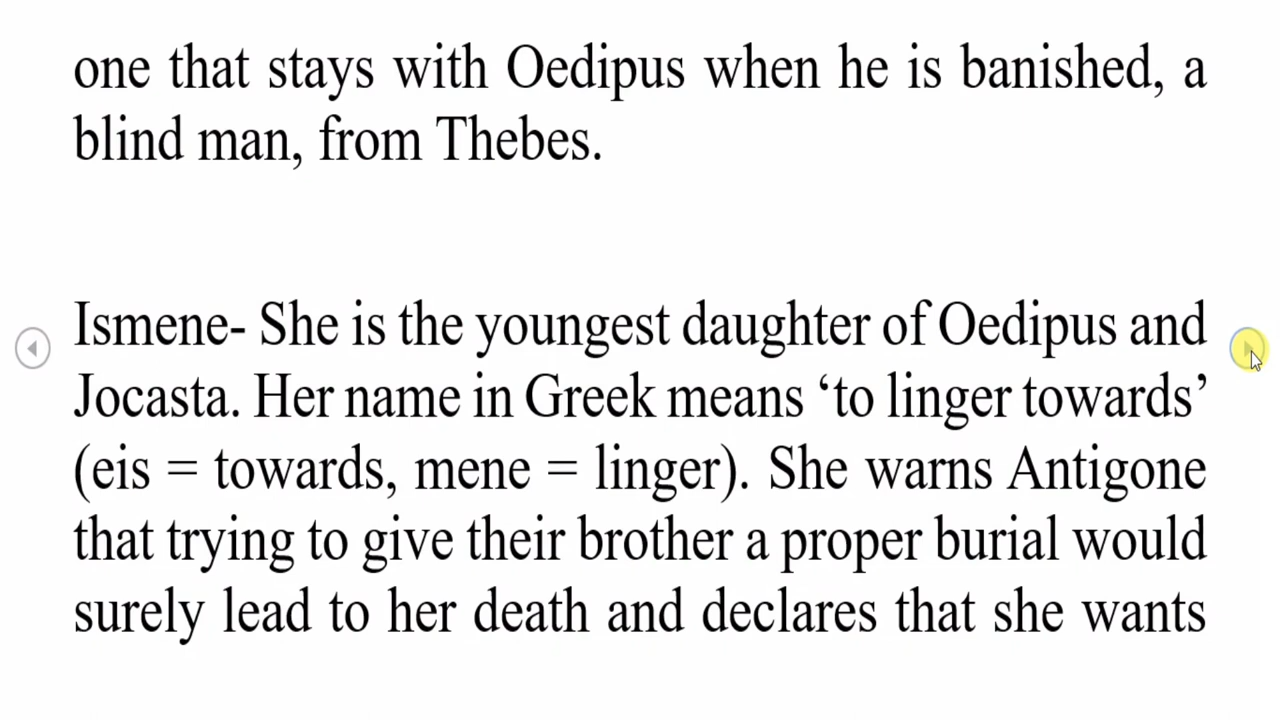 one that stays with Oedipus when he is banished, a
blind man, from Thebes.
Ismene- She is the youngest daughter of Oedipus and
Jocasta. Her name in Greek means ‘to linger towards’
(eis = towards, mene = linger). She warns Antigone
that trying to give their brother a proper burial would
surely lead to her death and declares that she wants